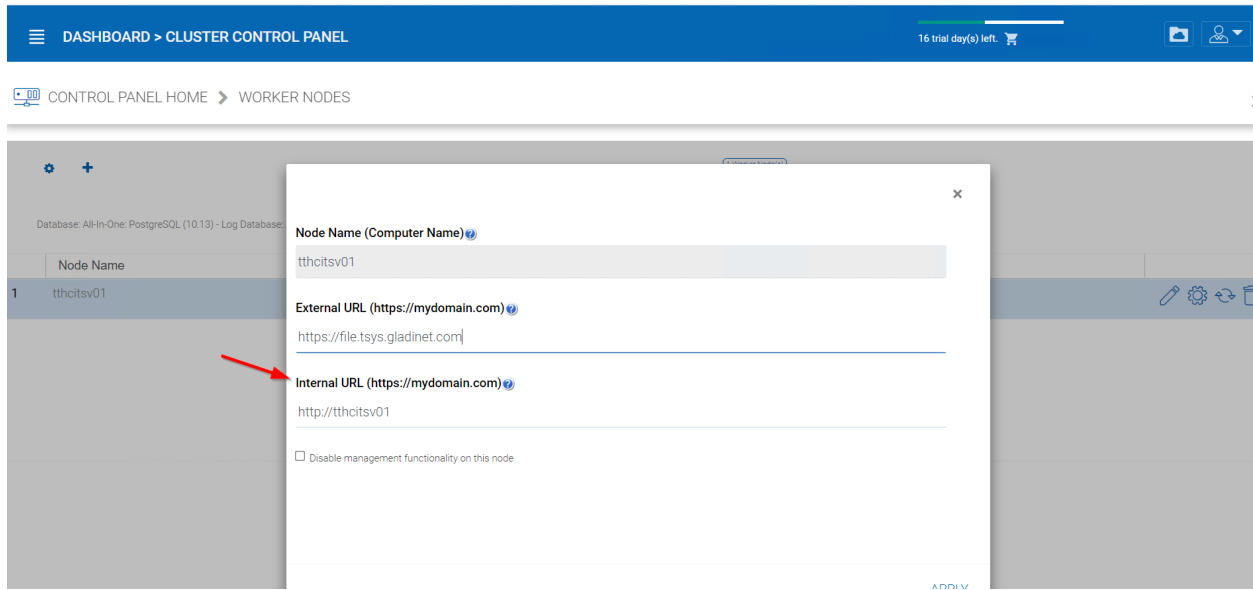 DASHBOARD > CLUSTER CONTROL PANEL
16 trial day(s) left.
CONTROL PANEL HOME > WORKER NODES
Database: All-In-One: PostgreSQL (10.13) - Log Database:
Node Name
1 tthcitsv01
×
Node Name (Computer Name)
tthcitsv01
External URL (https://mydomain.com)
https://file.tsys.gladinet.com
Internal URL (https://mydomain.com)
http://tthcitsv01
Disable management functionality on this node
APPLY